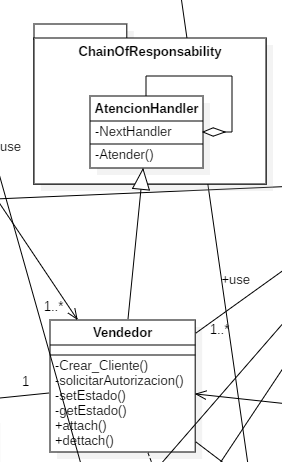 ChainOfResponsability
AtencionHandler
-NextHandler
-Atender()
use
+use
1..*
1..*
Vendedor
-Crear_Cliente()
-solicitarAutorizacion()
-setEstado()
-getEstado()
+attach()
+dettach()
1